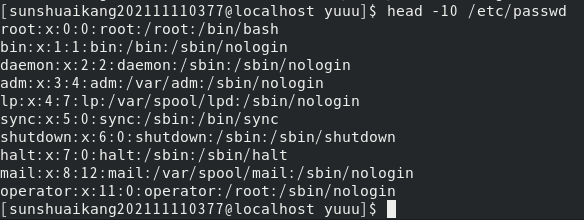 [sunshuaikang202111110377@localhost yuuu]$ head -10 /etc/passwd
root:x:0:0:root:/root:/bin/bash
bin:x:1:1:bin:/bin:/sbin/nologin
daemon:x:2:2:daemon:/sbin:/sbin/nologin
adm:x:3:4:adm:/var/adm:/sbin/nologin
lp:x:4:7:lp:/var/spool/lpd:/sbin/nologin
sync:x:5:0:sync:/sbin:/bin/sync
shutdown:x:6:0:shutdown:/sbin:/sbin/shutdown
halt:x:7:0:halt:/sbin:/sbin/halt
mail:x:8:12:mail:/var/spool/mail:/sbin/nologin
operator:x:11:0:operator:/root:/sbin/nologin
[sunshuaikang202111110377@localhost yuuu]$